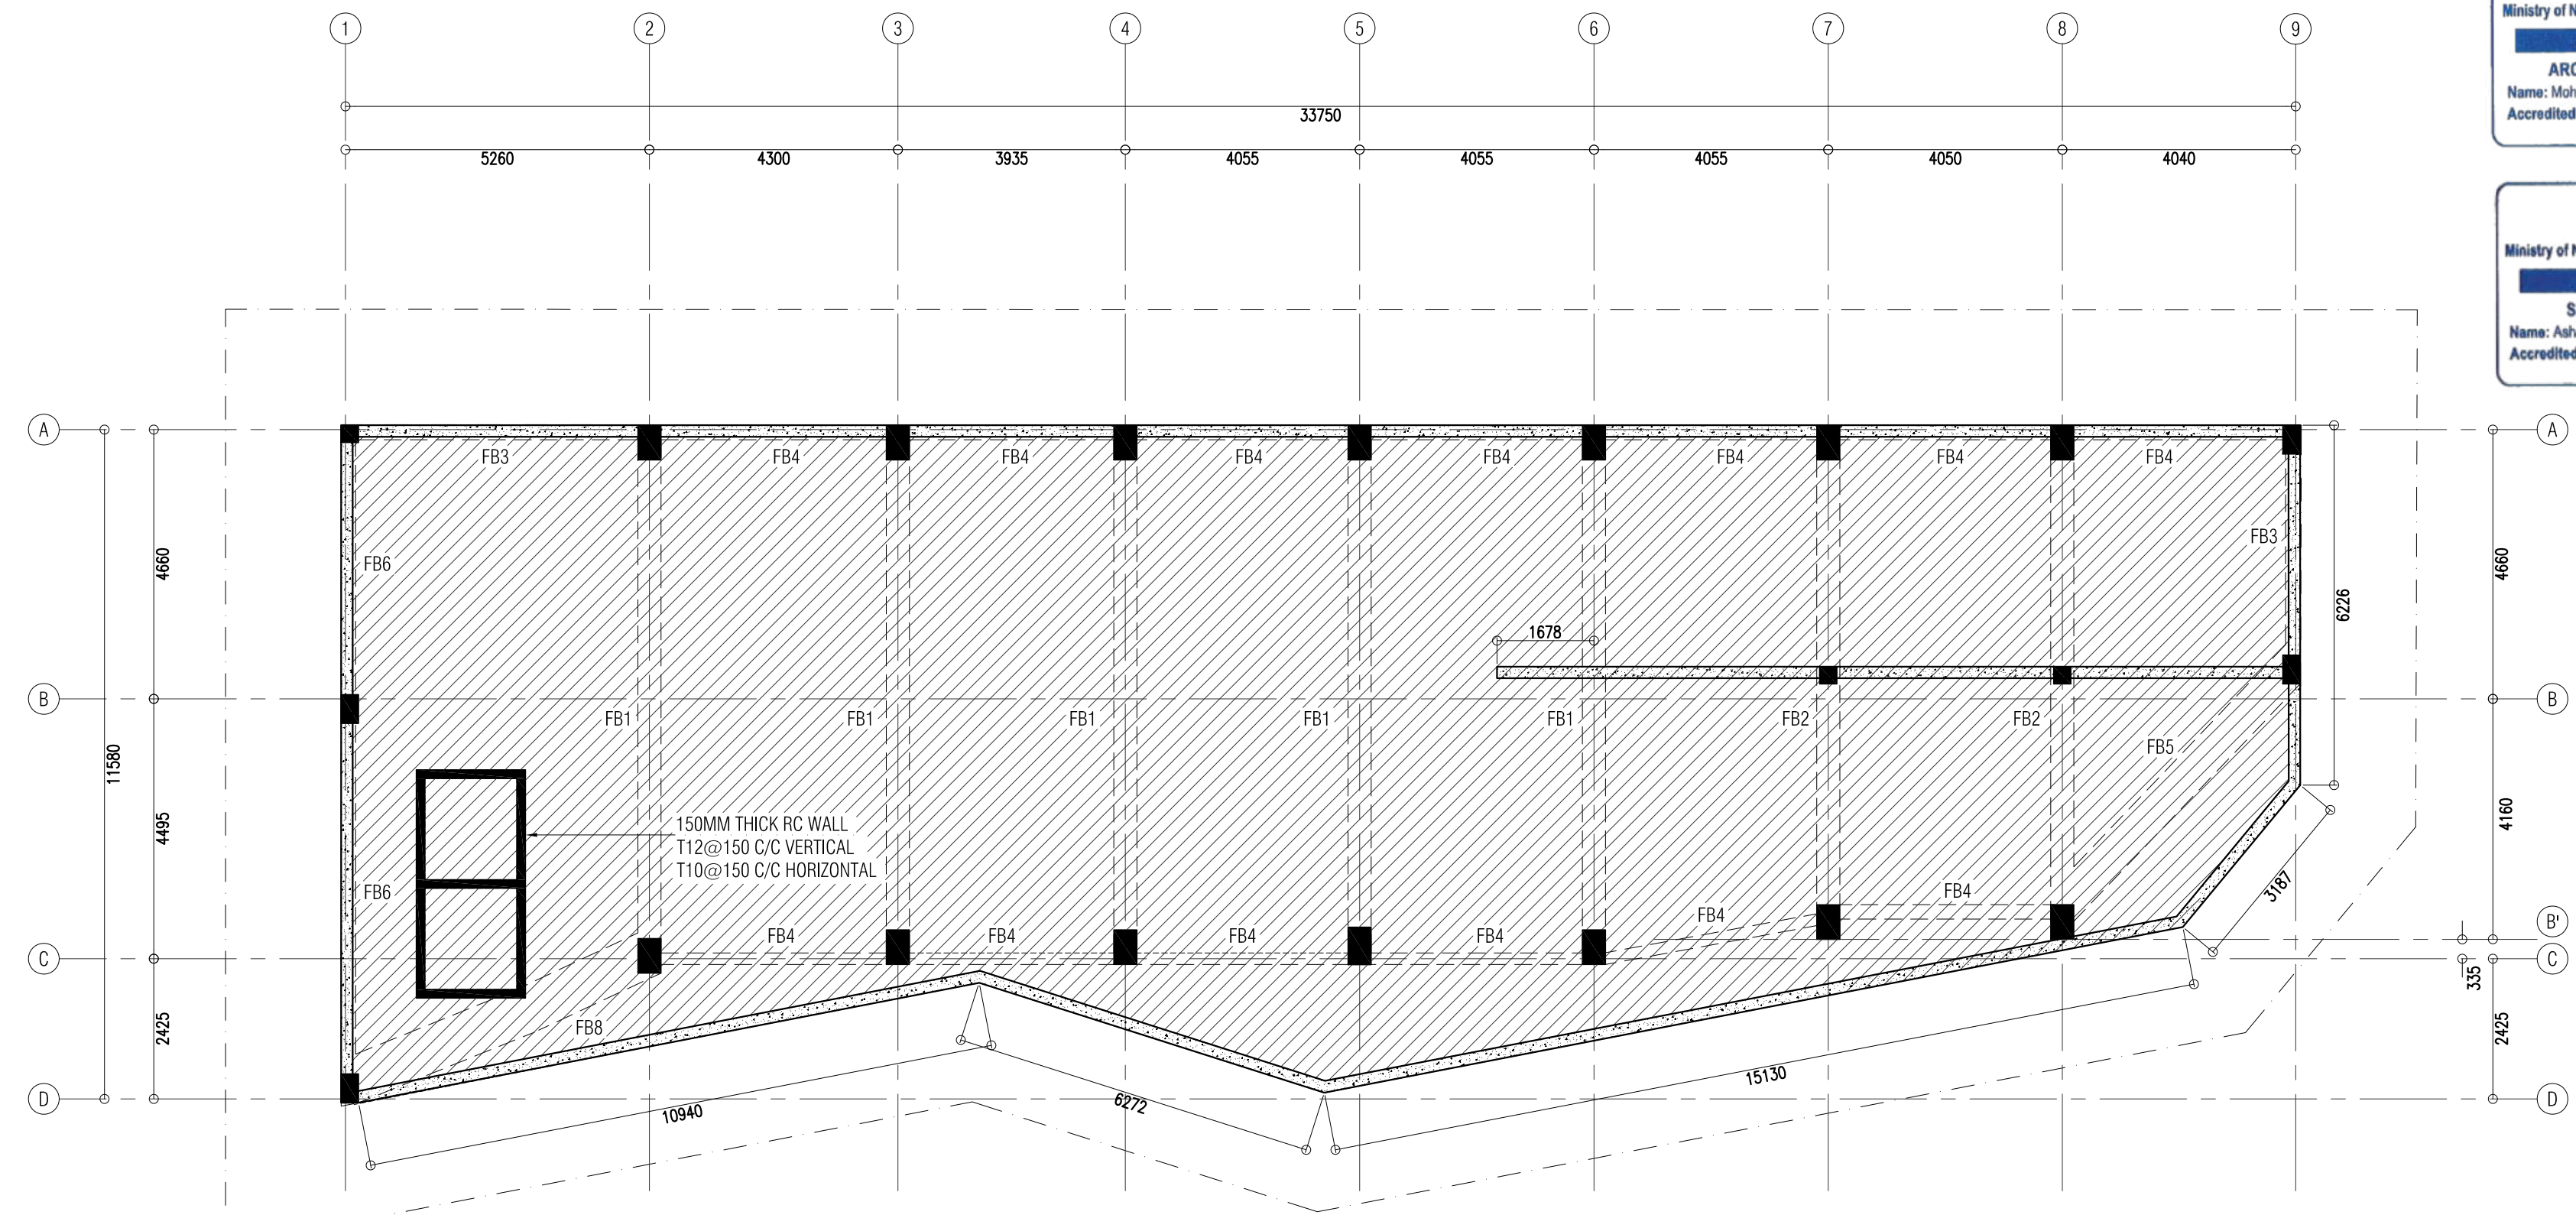 1 2 3 4 5 6 7 8 9
33750
5260 4300 3935 4055 4055 4055 4050 4040
Ministry of
ARC
Name: Moh
Accredited
Ministry of
Name: Ash
Accredited
A A
FB3 FB4 FB4 FB4 FB4 FB4 FB4 FB4
4660 FB6 FB3 4660
6226
1678
B B
FB1 FB1 FB1 FB1 FB1 FB2 FB2
FB5
11580
4495 4160
150MM THICK RC WALL
T12@150 C/C VERTICAL
T10@150 C/C HORIZONTAL
FB6 FB4 3187
FB4 B'
FB4 FB4 FB4 FB4
C C
335
FB8
2425 2425
15130
D D
10940 6272